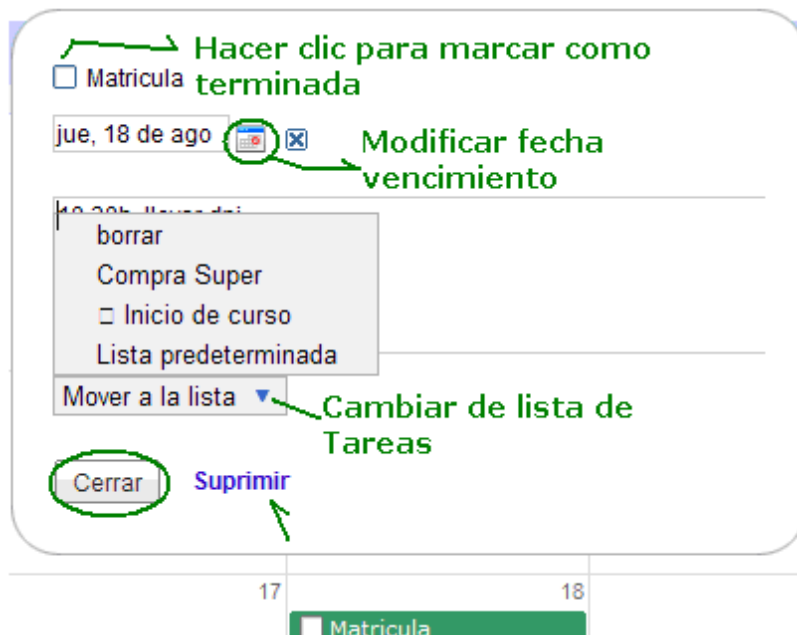 Hacer clic para marcar como
Matricula terminada
jue, 18 de ago
Modificar fecha
vencimiento
borrar
Compra Super
Inicio de curso
Lista predeterminada
Mover a la lista
Cambiar de lista de
Tareas
Cerrar Suprimir
17 18
Matricula